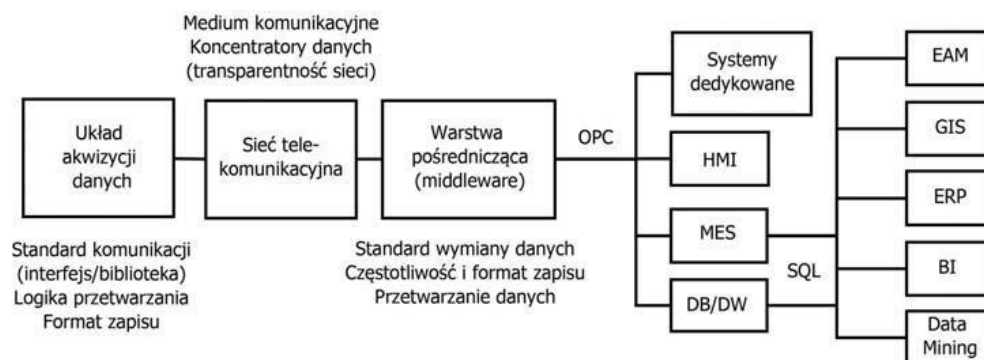 Medium komunikacyjne
Koncentratory danych
(transparentność sieci)
Układ
akwizycji
danych
Sieć tele-
komunikacyjna
Warstwa
pośrednicząca
(middleware)
Standard komunikacji
(interfejs/biblioteka)
Logika przetwarzania
Format zapisu
Standard wymiany danych
Częstotliwość i format zapisu
Przetwarzanie danych
OPC
Systemy
dedykowane
HMI
MES
DB/DW
SQL
EAM
GIS
ERP
BI
Data
Mining